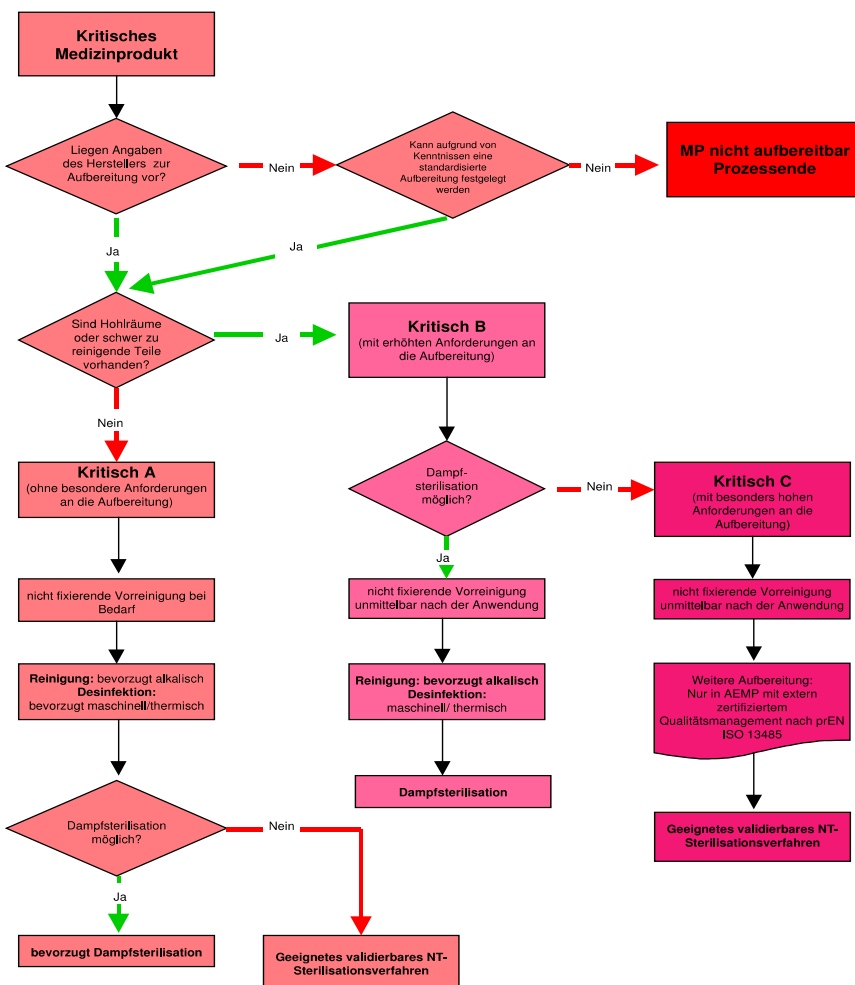 Kritisches
Medizinprodukt
Liegen Angaben
des Herstellers zur
Aufbereitung vor?
Nein
Kann aufgrund von
Kenntnissen eine
standardisierte
Aufbereitung festgelegt
werden
Nein
MP nicht aufbereitbar
Prozessende
Ja
Ja
Sind Hohlräume
oder schwer zu
reinigende Teile
vorhanden?
Ja
Kritisch B
(mit erhöhten Anforderungen an
die Aufbereitung)
Nein
Kritisch A
(ohne besondere Anforderungen
an die Aufbereitung)
Dampf-
sterilisation
möglich?
Nein
Kritisch C
(mit besonders hohen
Anforderungen an die
Aufbereitung)
Ja
nicht fixierende Vorreinigung bei
Bedarf
nicht fixierende Vorreinigung
unmittelbar nach der Anwendung
nicht fixierende Vorreinigung
unmittelbar nach der Anwendung
Reinigung: bevorzugt alkalisch
Desinfektion:
bevorzugt maschinell/thermisch
Reinigung: bevorzugt alkalisch
Desinfektion:
maschinell/ thermisch
Weitere Aufbereitung:
Nur in AEMP mit extern
zertifiziertem
Qualitätsmanagement nach prEN
ISO 13485
Dampfsterilisation
möglich?
Nein
Dampfsterilisation
Geeignetes validierbares NT-
Sterilisationsverfahren
Ja
bevorzugt Dampfsterilisation
Geeignetes validierbares NT-
Sterilisationsverfahren